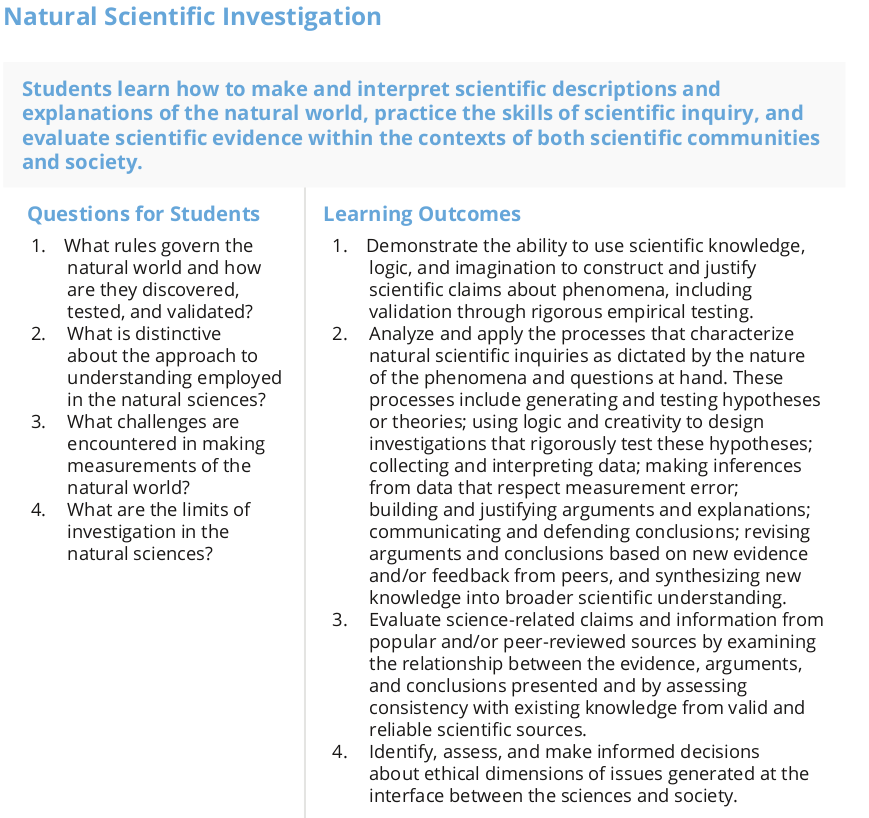 Natural Scientific Investigation
Students learn how to make and interpret scientific descriptions and
explanations of the natural world, practice the skills of scientific inquiry, and
evaluate scientific evidence within the contexts of both scientific communities
and society.
Questions for Students
1. What rules govern the
natural world and how
are they discovered,
tested, and validated?
2. What is distinctive
about the approach to
understanding employed
in the natural sciences?
3. What challenges are
encountered in making
measurements of the
natural world?
4. What are the limits of
investigation in the
natural sciences?
Learning Outcomes
1. Demonstrate the ability to use scientific knowledge,
logic, and imagination to construct and justify
scientific claims about phenomena, including
validation through rigorous empirical testing.
2. Analyze and apply the processes that characterize
natural scientific inquiries as dictated by the nature
of the phenomena and questions at hand. These
processes include generating and testing hypotheses
or theories; using logic and creativity to design
investigations that rigorously test these hypotheses;
collecting and interpreting data; making inferences
from data that respect measurement error;
building and justifying arguments and explanations;
communicating and defending conclusions; revising
arguments and conclusions based on new evidence
and/or feedback from peers, and synthesizing new
knowledge into broader scientific understanding.
3. Evaluate science-related claims and information from
popular and/or peer-reviewed sources by examining
the relationship between the evidence, arguments,
and conclusions presented and by assessing
consistency with existing knowledge from valid and
reliable scientific sources.
4. Identify, assess, and make informed decisions
about ethical dimensions of issues generated at the
interface between the sciences and society.